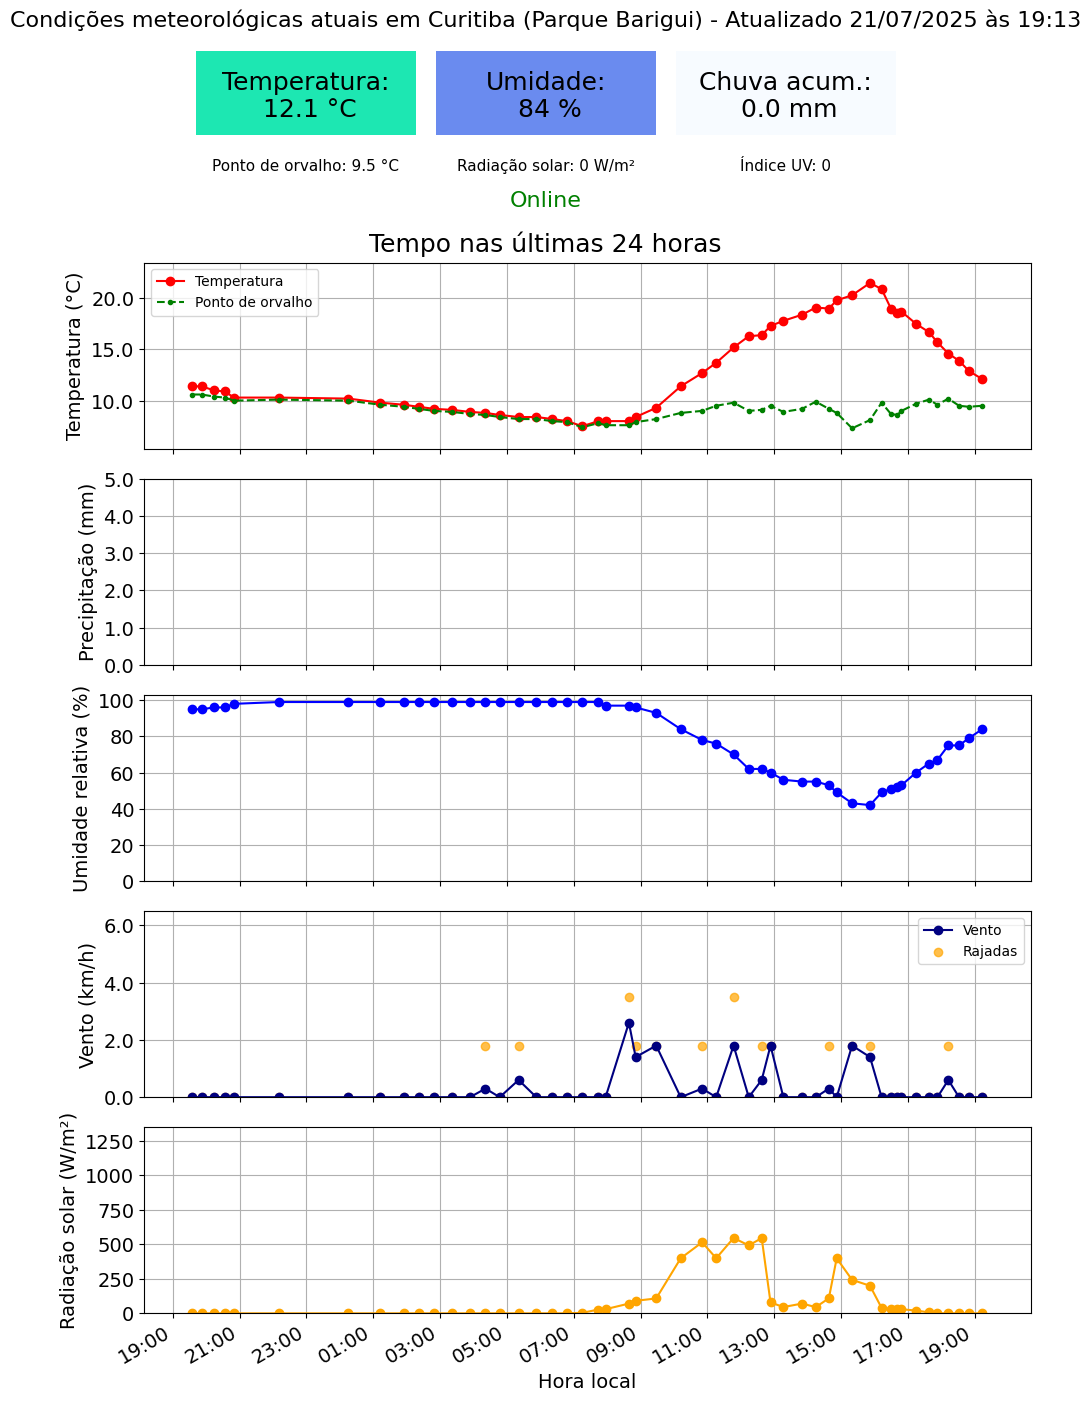 Condições meteorológicas atuais em Curitiba (Parque Barigui) - Atualizado 21/07/2025 às 19:13
Temperatura:
12.1 °C
Umidade:
84 %
Chuva acum.:
0.0 mm
Ponto de orvalho: 9.5 °C
Radiação solar: 0 W/m²
Índice UV: 0
Online
Tempo nas últimas 24 horas
Temperatura (°C)
20.0
15.0
10.0
Temperatura
Ponto de orvalho
Precipitação (mm)
5.0
4.0
3.0
2.0
1.0
0.0
Umidade relativa (%)
100
80
60
40
20
0
Vento (km/h)
6.0
4.0
2.0
0.0
Vento
Rajadas
Radiação solar (W/m²)
1250
1000
750
500
250
0
19:00
21:00
23:00
01:00
03:00
05:00
07:00
09:00
11:00
13:00
15:00
17:00
19:00
Hora local